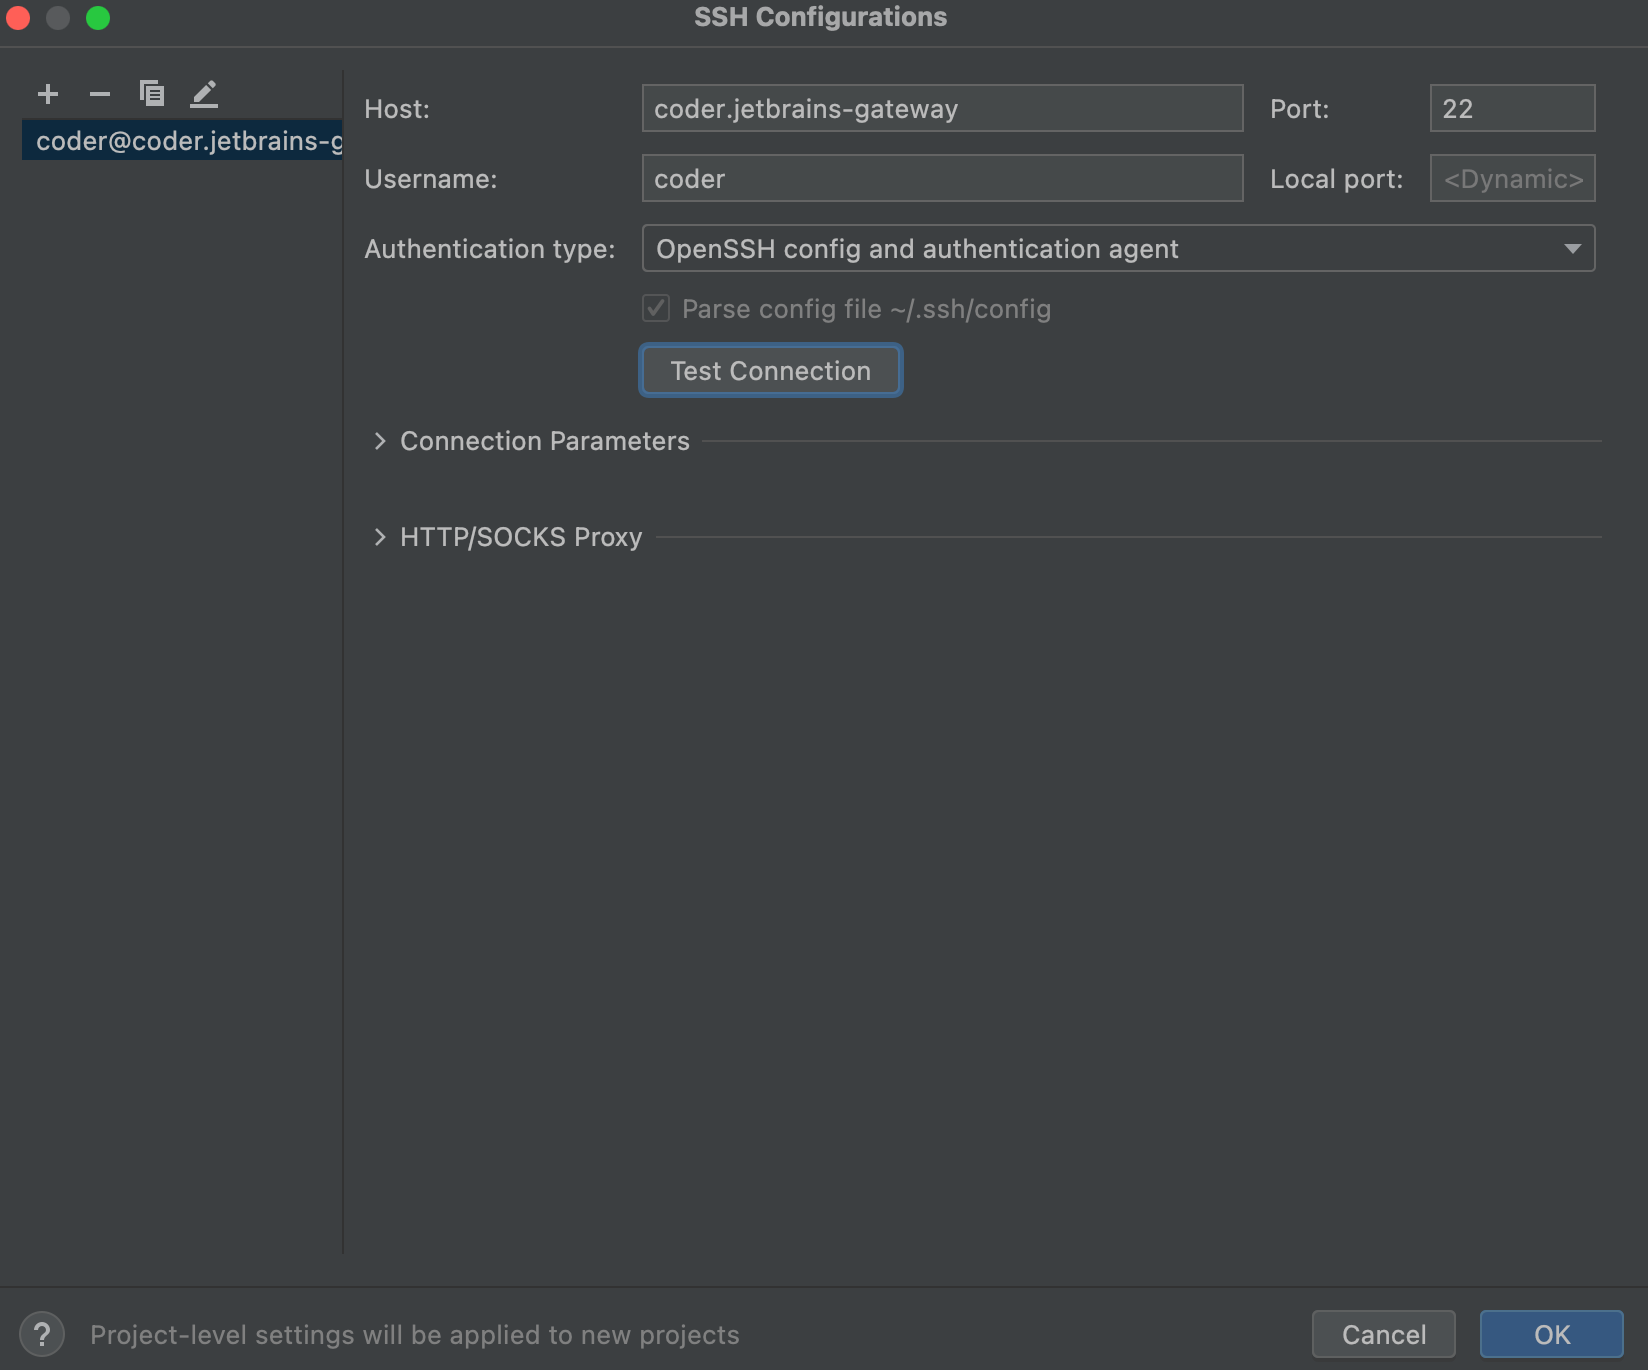 SSH Configurations
coder@coder.jetbrains-g
Host: coder.jetbrains-gateway Port: 22
Username: coder Local port: <Dynamic>
Authentication type: OpenSSH config and authentication agent
Parse config file ~/.ssh/config
Test Connection
Connection Parameters
HTTP/SOCKS Proxy
? Project-level settings will be applied to new projects Cancel OK